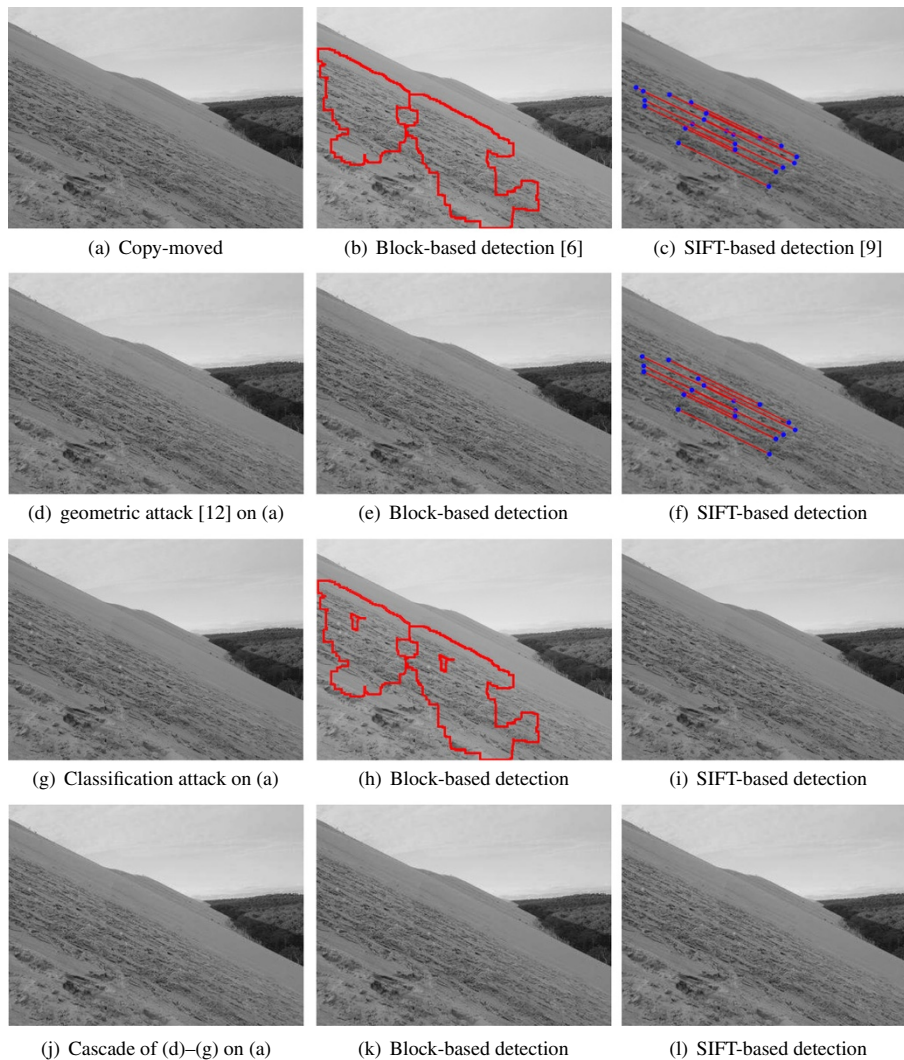 (a) Copy-moved
(b) Block-based detection [6]
(c) SIFT-based detection [9]
(d) geometric attack [12] on (a)
(e) Block-based detection
(f) SIFT-based detection
(g) Classification attack on (a)
(h) Block-based detection
(i) SIFT-based detection
(j) Cascade of (d)–(g) on (a)
(k) Block-based detection
(l) SIFT-based detection